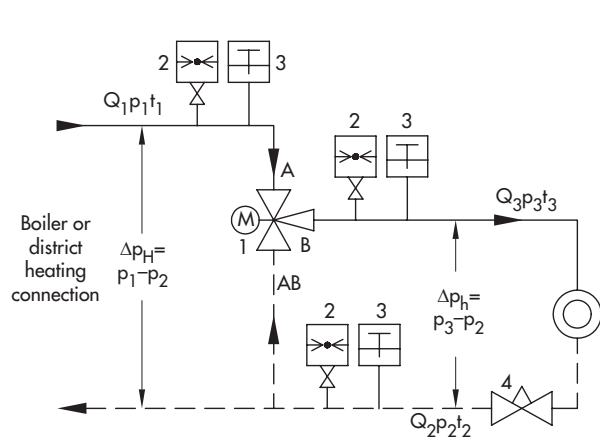 2
3
Q1p1t1
A
M
1
B
AB
2
3
Q3p3t3
Boiler or
district
heating
connection
ΔpH=
p1–p2
Δph=
p3–p2
2
3
4
Q2p2t2